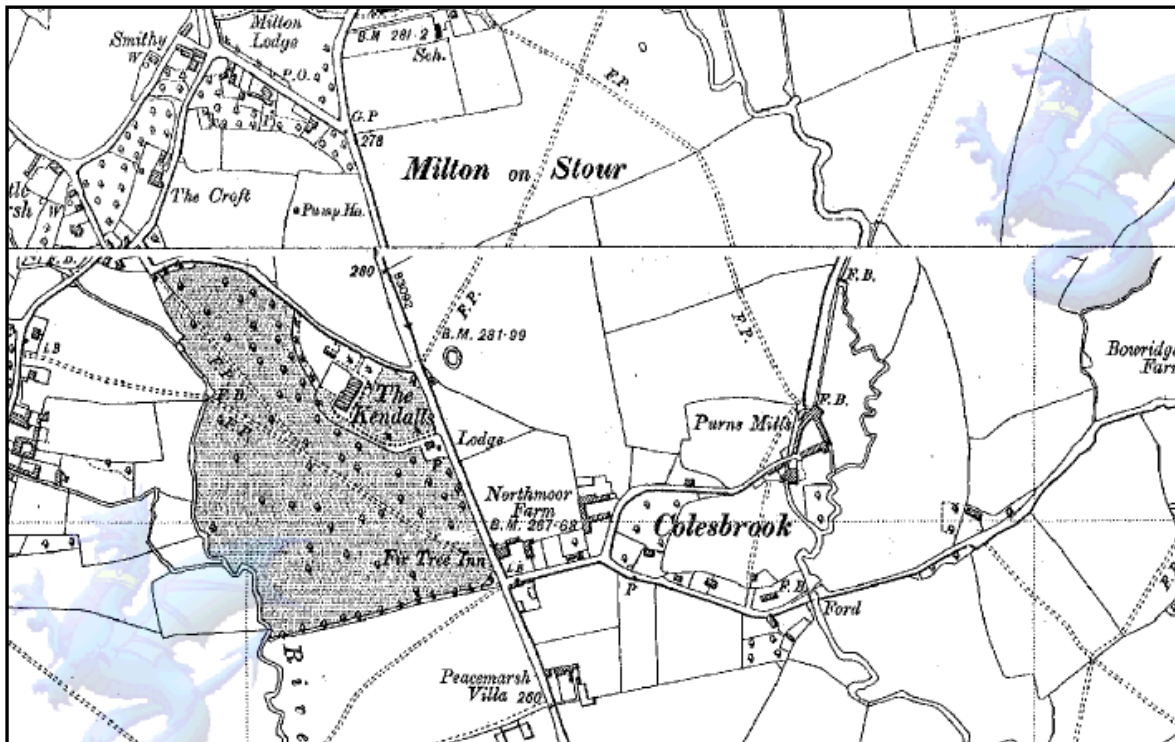 Smithy
W
Milton
Lodge
P.O.
B.M. 281·2
Sch.
F.P.
G.P
278
Milton on Stour
The Croft
W
Pump Ho.
F.B.
280
F.P.
B.M. 281·99
F.P.
F.B.
Bowridge
Farm
L.B
F.P.
F.B.
F.P.
The
Kendalls
Lodge
P
Purns Mills
F.B.
Northmoor
Farm
B.M. 267·68
Colesbrook
Fir Tree Inn
L.B
P
F.B.
Ford
Peacemarsh
Villa 260